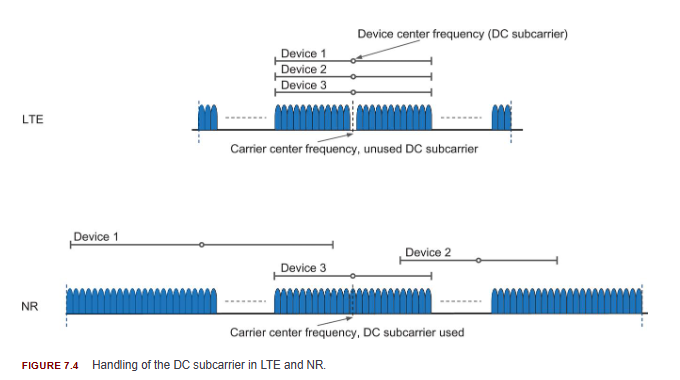 Device center frequency (DC subcarrier)
Device 1
Device 2
Device 3
LTE
Carrier center frequency, unused DC subcarrier
Device 1
Device 2
Device 3
NR
Carrier center frequency, DC subcarrier used
FIGURE 7.4 Handling of the DC subcarrier in LTE and NR.